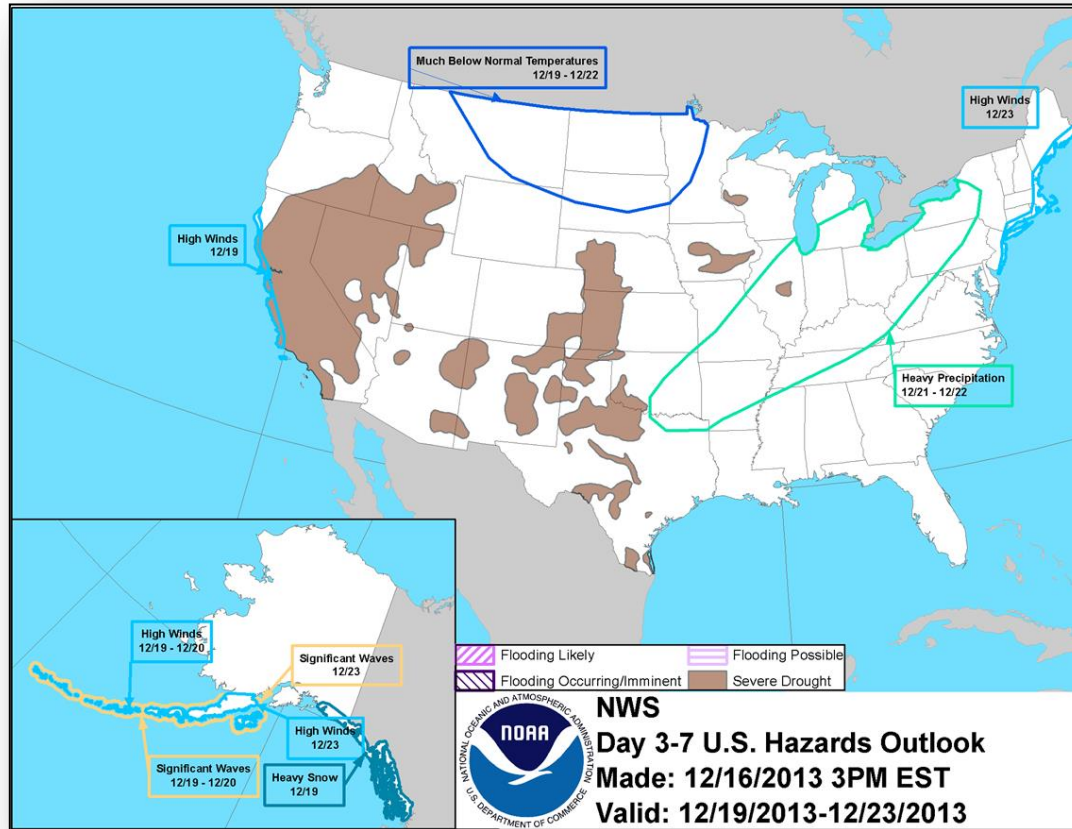 Much Below Normal Temperatures
12/19 - 12/22
High Winds
12/23
High Winds
12/19
Heavy Precipitation
12/21 - 12/22
High Winds
12/19 - 12/20
Significant Waves
12/23
High Winds
12/23
Significant Waves
12/19 - 12/20
Heavy Snow
12/19
Flooding Likely
Flooding Possible
Flooding Occurring/Imminent
Severe Drought
NATIONAL OCEANIC AND ATMOSPHERIC ADMINISTRATION
NOAA
U.S. DEPARTMENT OF COMMERCE
NWS
Day 3-7 U.S. Hazards Outlook
Made: 12/16/2013 3PM EST
Valid: 12/19/2013-12/23/2013